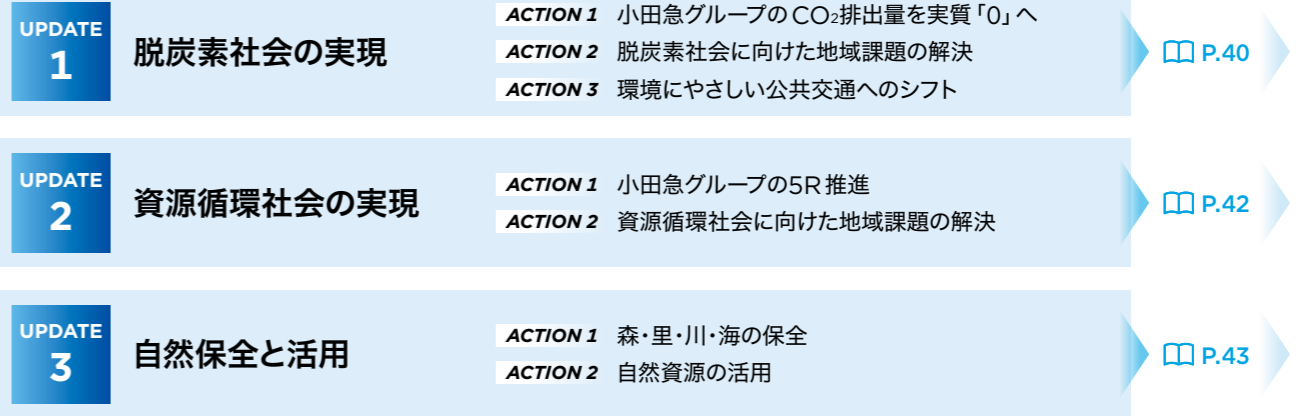 UPDATE
1
脱炭素社会の実現
ACTION 1 小田急グループのCO₂排出量を実質「0」へ
ACTION 2 脱炭素社会に向けた地域課題の解決
ACTION 3 環境にやさしい公共交通へのシフト
P.40
UPDATE
2
資源循環社会の実現
ACTION 1 小田急グループの5R推進
ACTION 2 資源循環社会に向けた地域課題の解決
P.42
UPDATE
3
自然保全と活用
ACTION 1 森・里・川・海の保全
ACTION 2 自然資源の活用
P.43